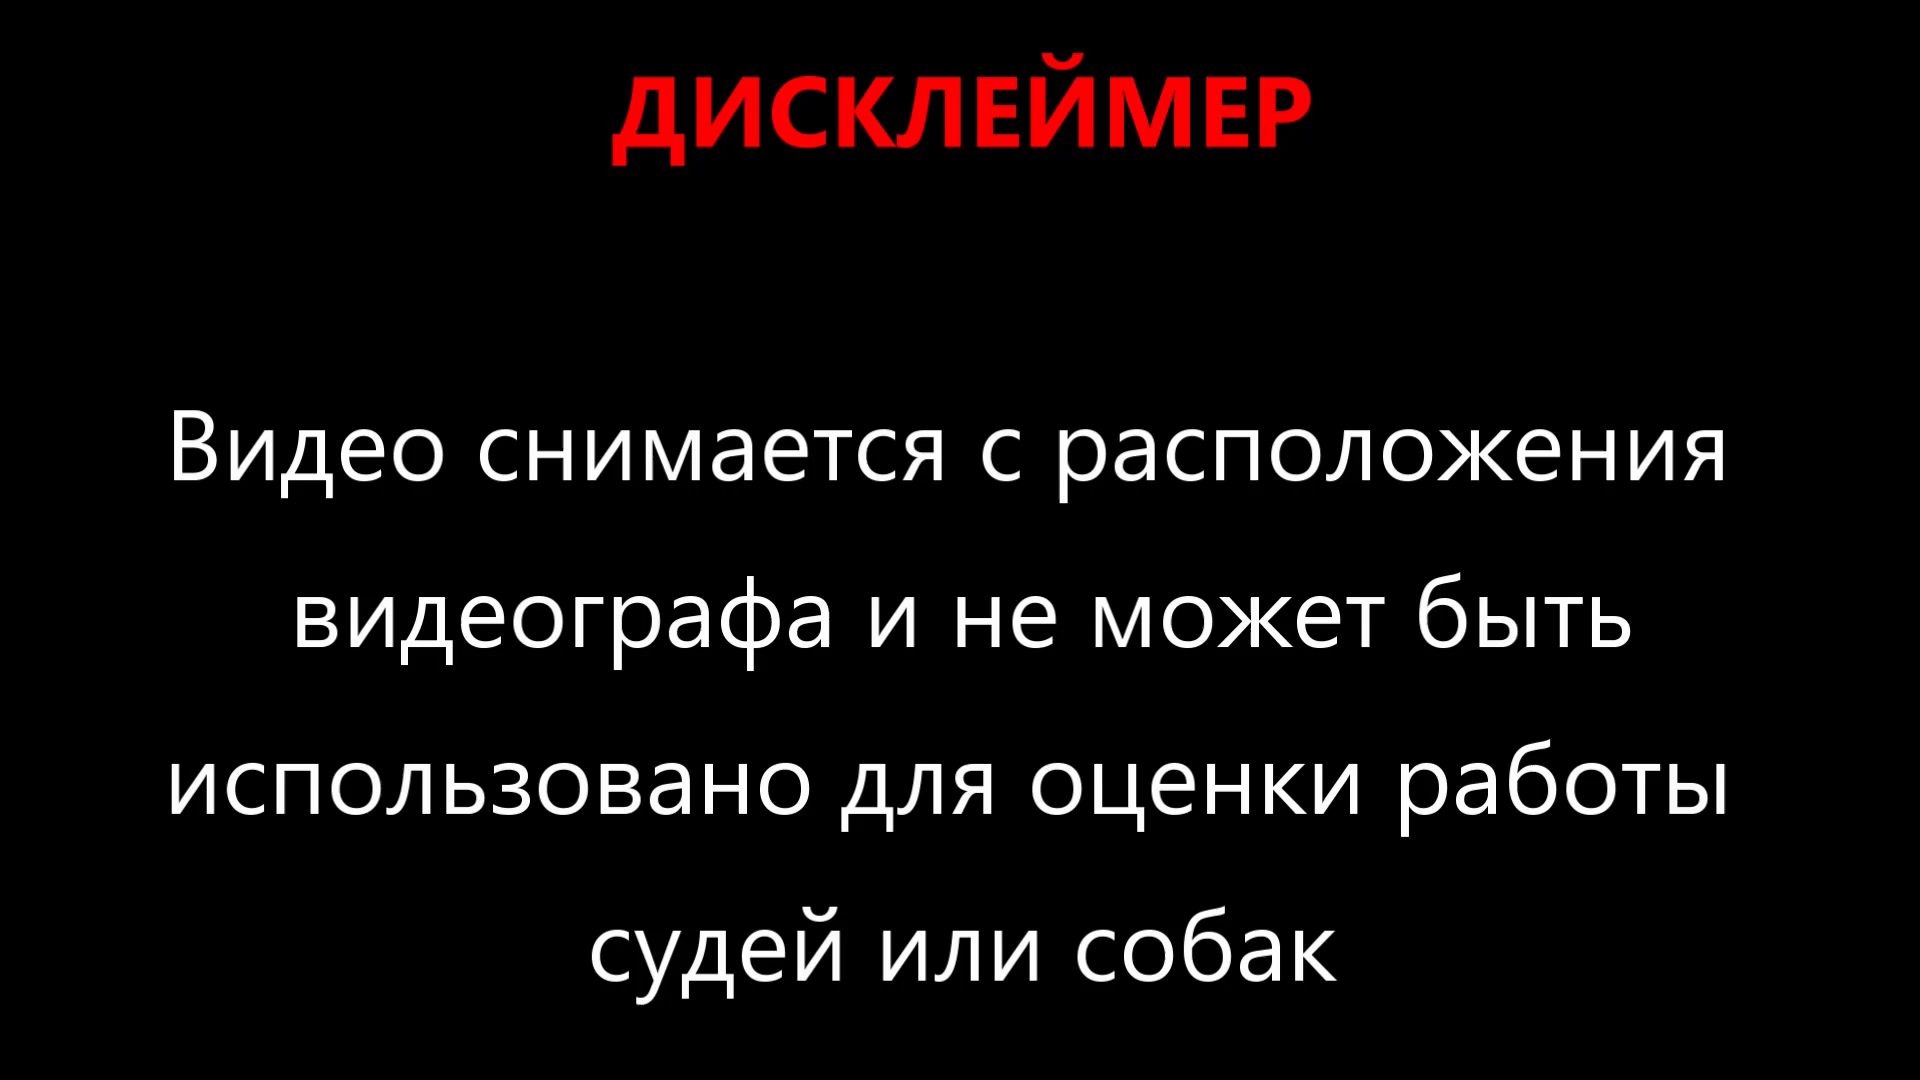 ДИСКЛЕЙМЕР
Видео снимается с расположения
видеографа и не может быть
использовано для оценки работы
судей или собак